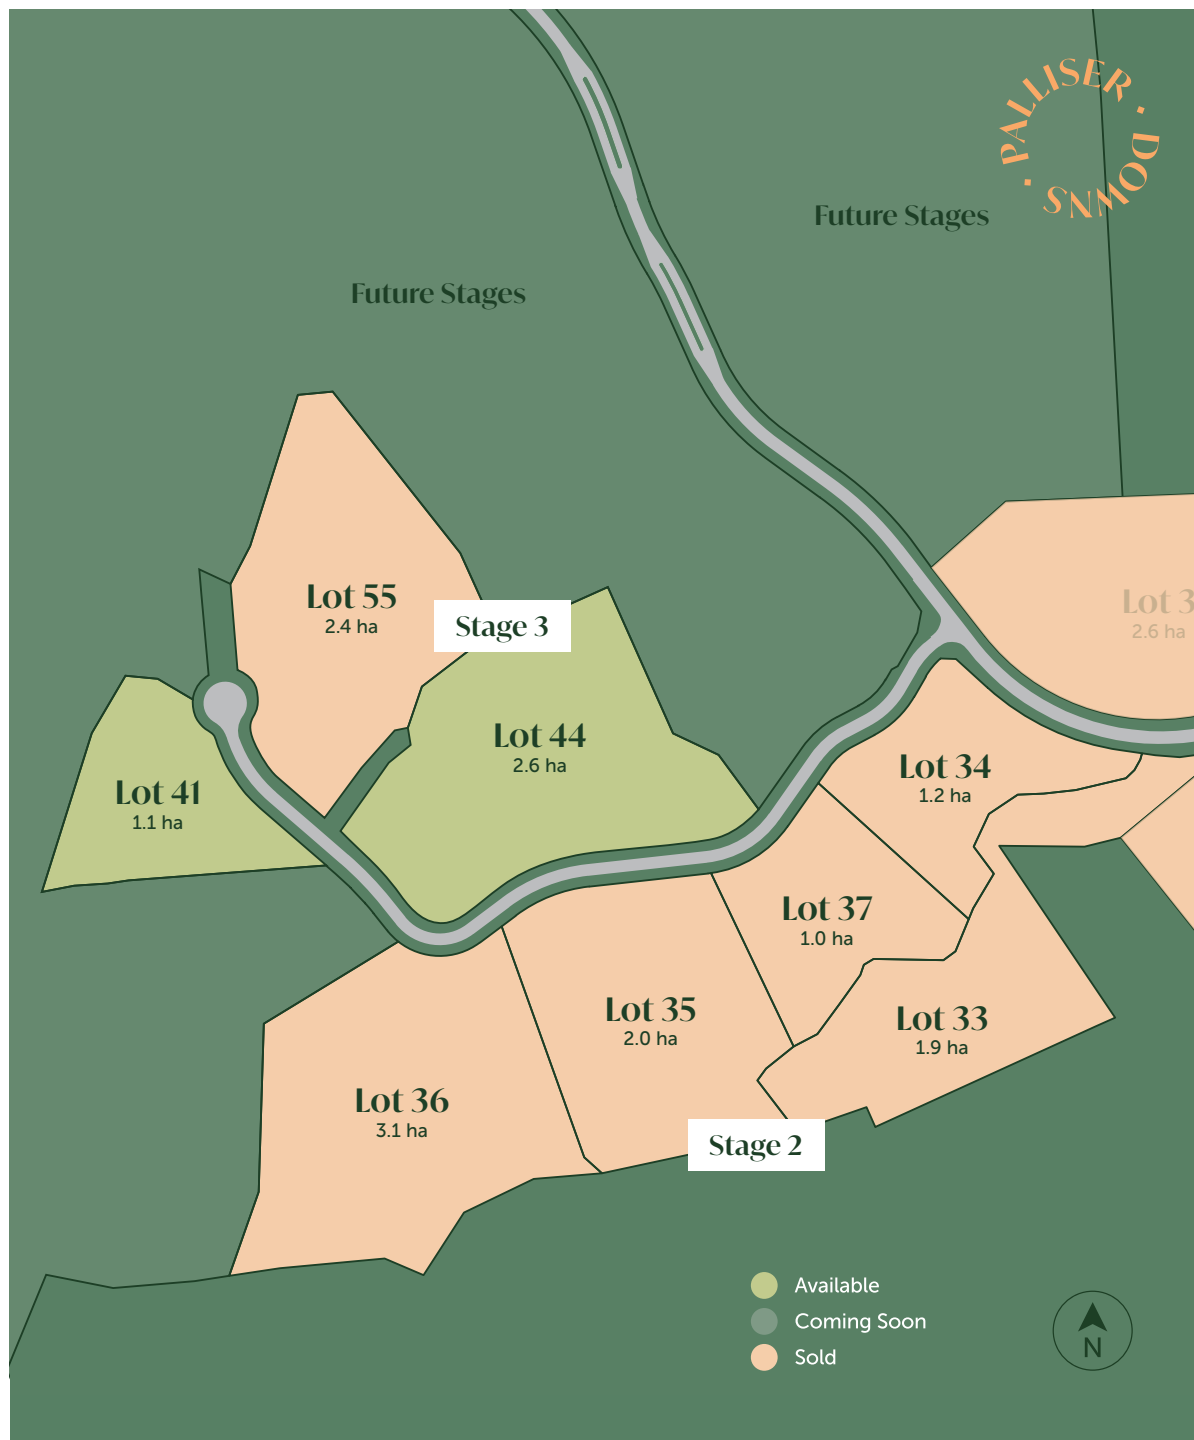 PALLISER · DOWNS ·
Future Stages
Future Stages
Lot 55
2.4 ha
Stage 3
Lot 3
2.6 ha
Lot 44
2.6 ha
Lot 41
1.1 ha
Lot 34
1.2 ha
Lot 37
1.0 ha
Lot 35
2.0 ha
Lot 33
1.9 ha
Lot 36
3.1 ha
Stage 2
Available
Coming Soon
Sold
N